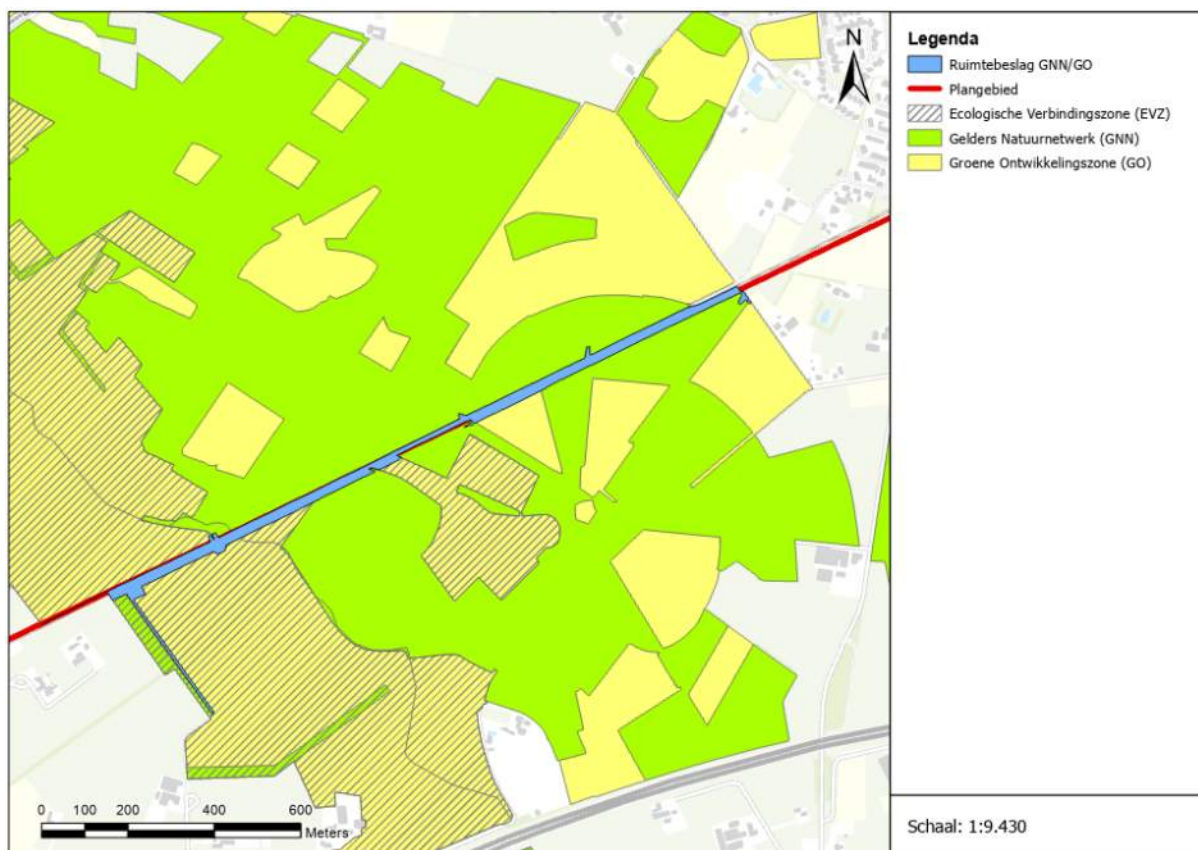 N
Legenda
Ruimtebeslag GNN/GO
Plangebied
Ecologische Verbindingszone (EVZ)
Gelders Natuurnetwerk (GNN)
Groene Ontwikkelingszone (GO)
0 100 200 400 600
Meters
Schaal: 1:9.430